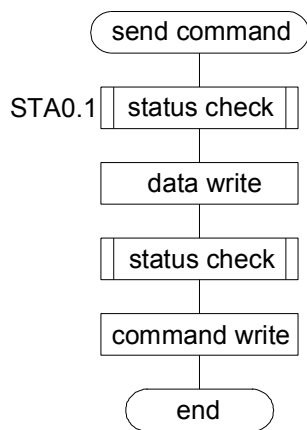 send command
STA0.1 status check
data write
status check
command write
end